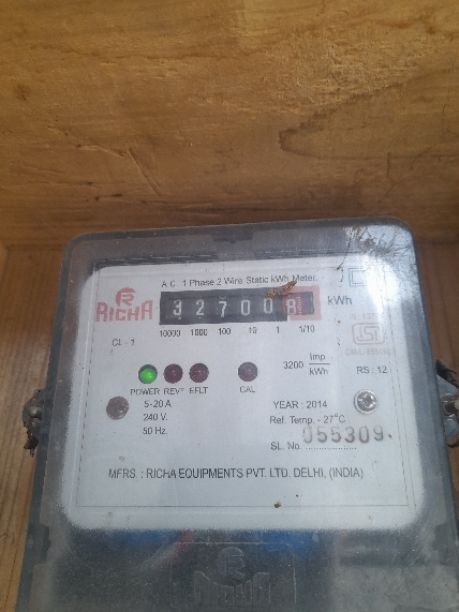 A.C. 1 Phase 2 Wire Static kWh Meter.
RICHA
327008 kWh
10000 1000 100 10 1 1/10
CL - 1
3200 Imp/kWh
RS : 12
POWER REV EFLT CAL
5-20 A
240 V.
50 Hz.
YEAR : 2014
Ref. Temp. - 27°C
SL. No. 055309
MFRS. : RICHA EQUIPMENTS PVT. LTD. DELHI, (INDIA)
RICHA